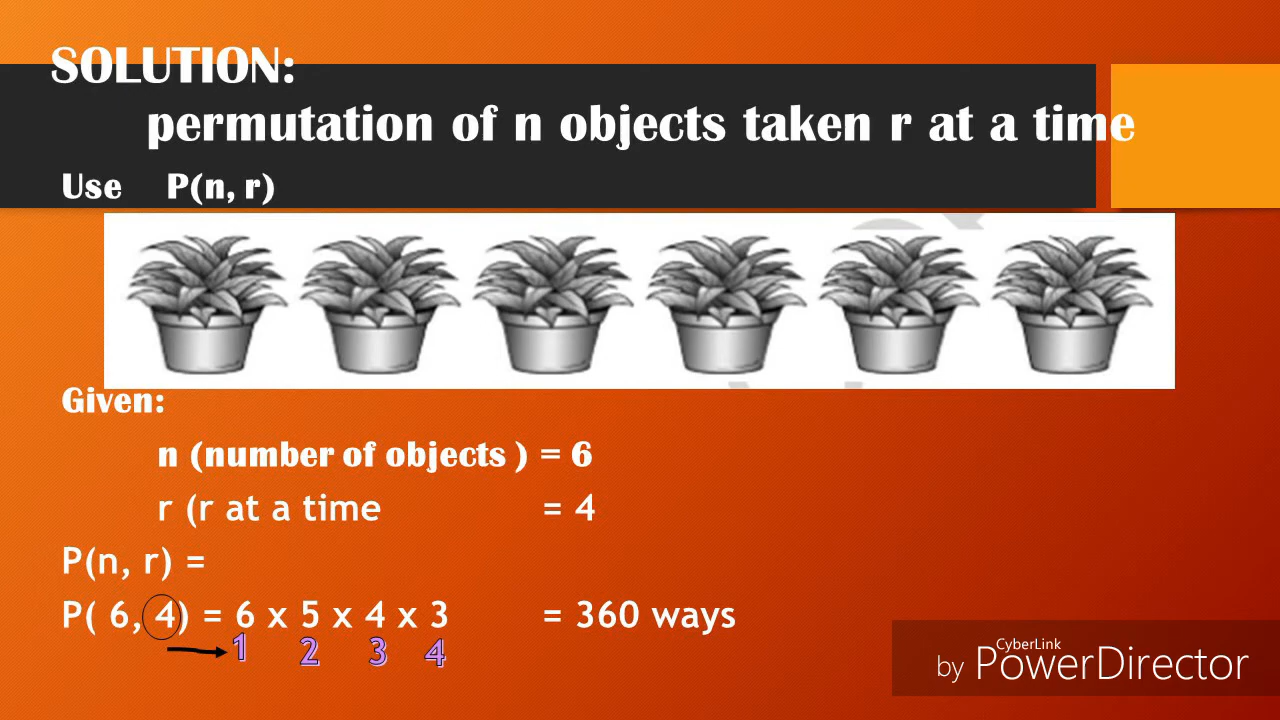 SOLUTION:
permutation of n objects taken r at a time
Use P(n, r)
Given:
n (number of objects ) = 6
r (r at a time = 4
P(n, r) =
P( 6, 4) = 6 x 5 x 4 x 3 = 360 ways
1 2 3 4
CyberLink
by PowerDirector